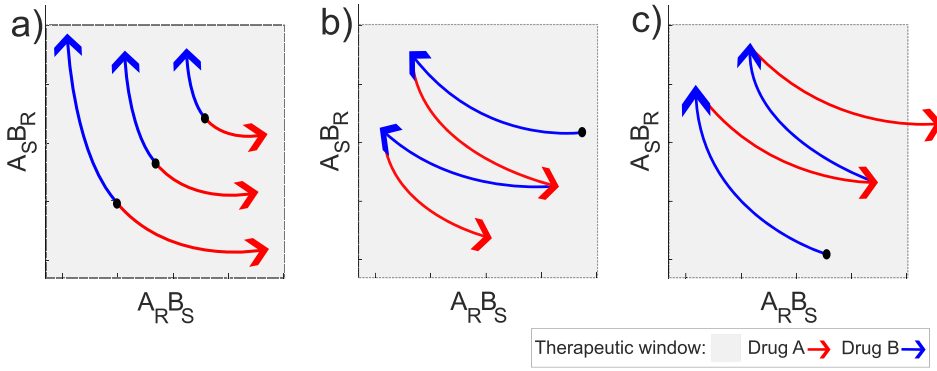 a)
b)
c)
AₛBᵣ
AₛBᵣ
AₛBᵣ
AᵣBₛ
AᵣBₛ
AᵣBₛ
Therapeutic window: Drug A Drug B